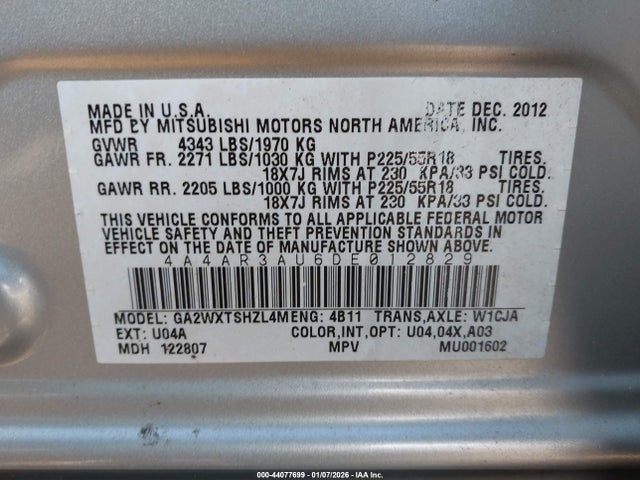 MADE IN U.S.A. DATE DEC. 2012
MFD BY MITSUBISHI MOTORS NORTH AMERICA, INC.
GVWR 4343 LBS/1970 KG
GAWR FR. 2271 LBS/1030 KG WITH P225/55R18 TIRES.
18X7J RIMS AT 230 KPA/33 PSI COLD.
GAWR RR. 2205 LBS/1000 KG WITH P225/55R18 TIRES.
18X7J RIMS AT 230 KPA/33 PSI COLD.
THIS VEHICLE CONFORMS TO ALL APPLICABLE FEDERAL MOTOR
VEHICLE SAFETY AND THEFT PREVENTION STANDARDS IN
EFFECT ON THE DATE OF MANUFACTURE SHOWN ABOVE.
4A4AR3AU6DE012829
MODEL: GA2WXTSHZL4M ENG: 4B11 TRANS,AXLE: W1CJA
EXT: U04A COLOR,INT,OPT: U04,04X,A03
MDH 122807 MPV MU001602
000-44077699 - 01/07/2026 - IAA Inc.